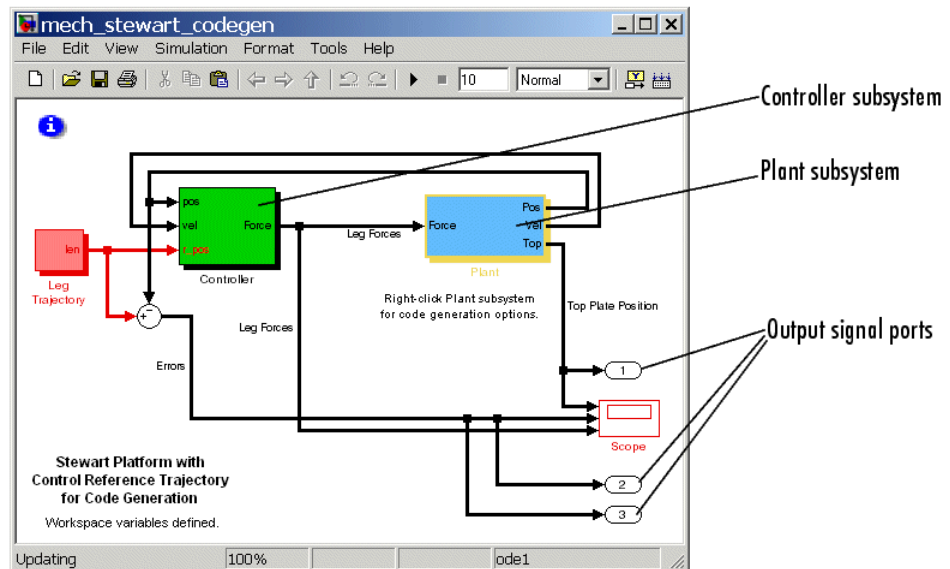 mech_stewart_codegen
File Edit View Simulation Format Tools Help
10
Normal
Controller subsystem
Plant subsystem
Output signal ports
pos
vel
r_pos
Force
Controller
len
Leg
Trajectory
+
-
Leg Forces
Force
Pos
Vel
Top
Plant
Right-click Plant subsystem
for code generation options.
Top Plate Position
Leg Forces
Errors
1
Scope
2
3
Stewart Platform with
Control Reference Trajectory
for Code Generation
Workspace variables defined.
Updating
100%
ode1